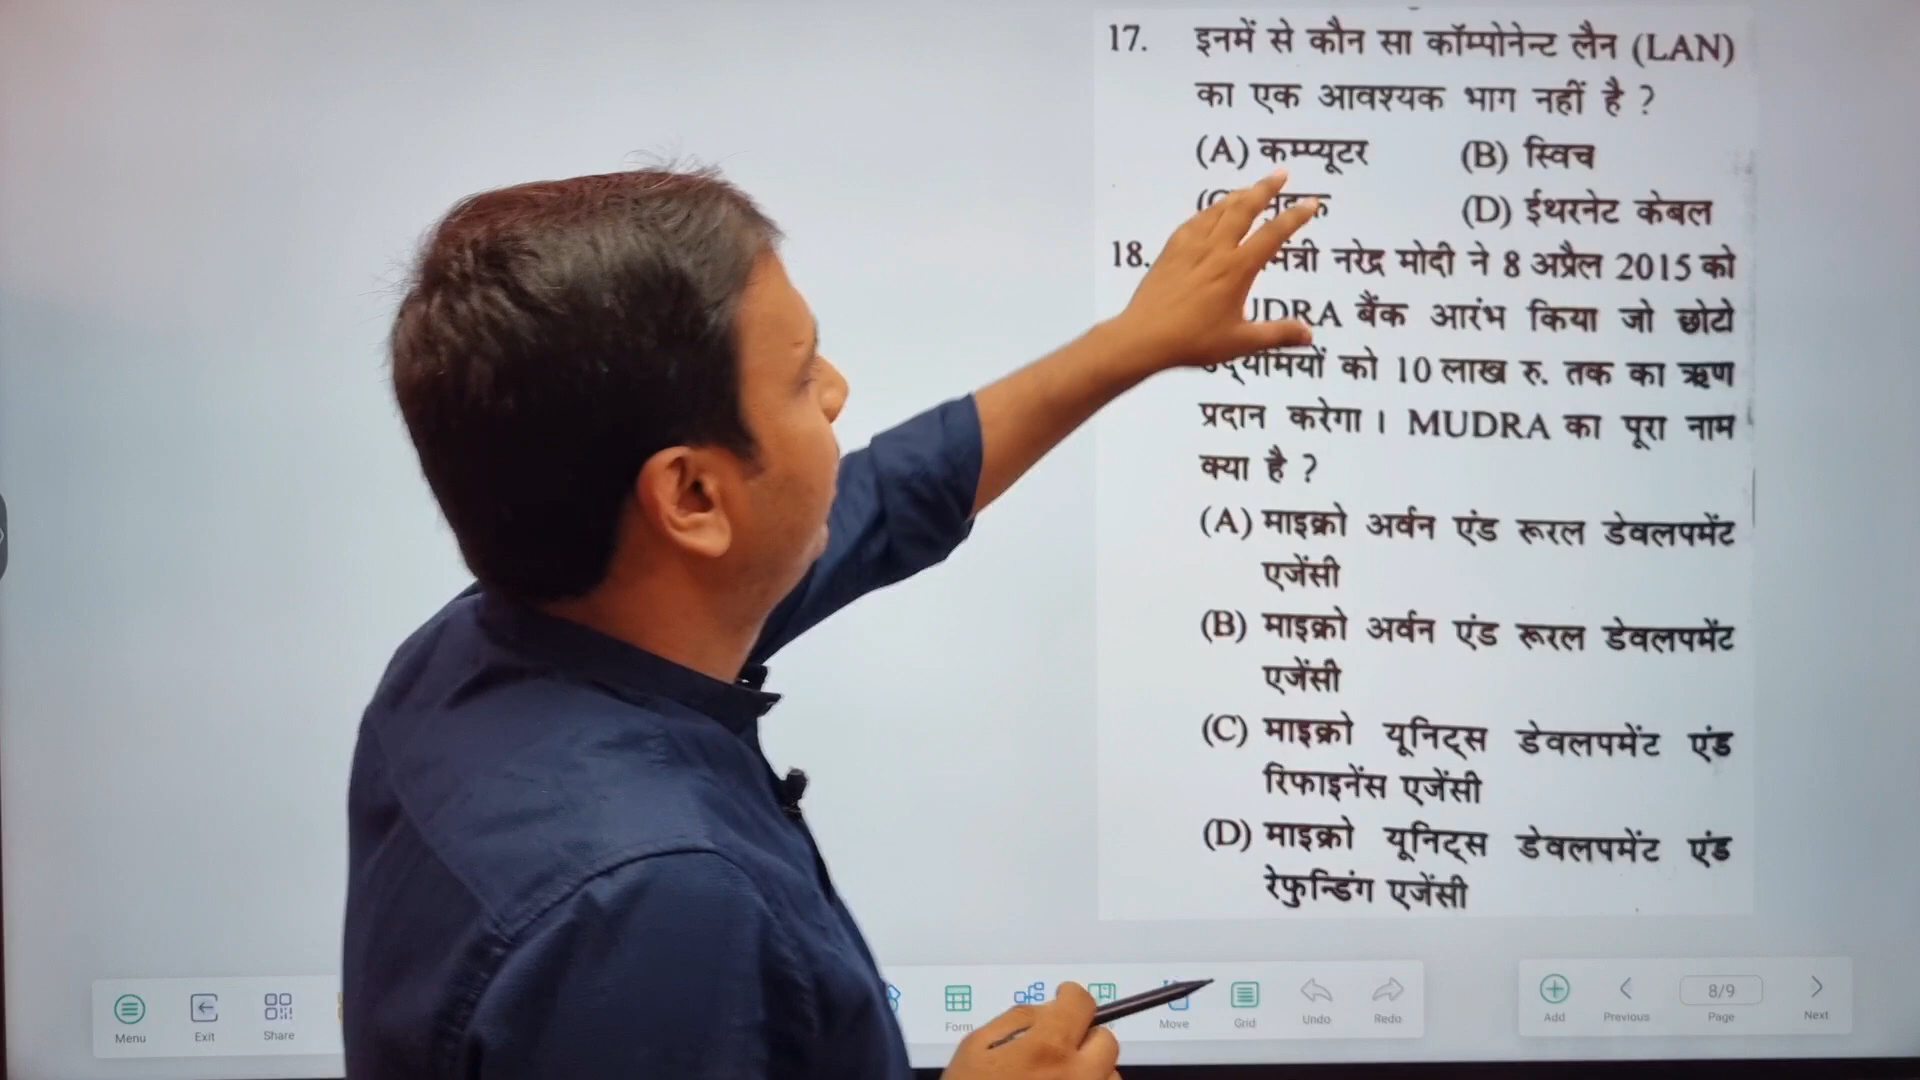 17. इनमें से कौन सा कॉम्पोनेन्ट लैन (LAN)
का एक आवश्यक भाग नहीं है ?
(A) कम्प्यूटर (B) स्विच
(D) ईथरनेट केबल
18. नरेद्र मोदी ने 8 अप्रैल 2015 को
बैंक आरंभ किया जो छोटो
को 10 लाख रु. तक का ऋण
प्रदान करेगा । MUDRA का पूरा नाम
क्या है ?
(A) माइक्रो अर्वन एंड रूरल डेवलपमेंट
एजेंसी
(B) माइक्रो अर्वन एंड रूरल डेवलपमेंट
एजेंसी
(C) माइक्रो यूनिट्स डेवलपमेंट एंड
रिफाइनेंस एजेंसी
(D) माइक्रो यूनिट्स डेवलपमेंट एंड
रेफुन्डिंग एजेंसी
Menu Exit Share Form Move Grid Undo Redo Add Previous 8/9 Page Next